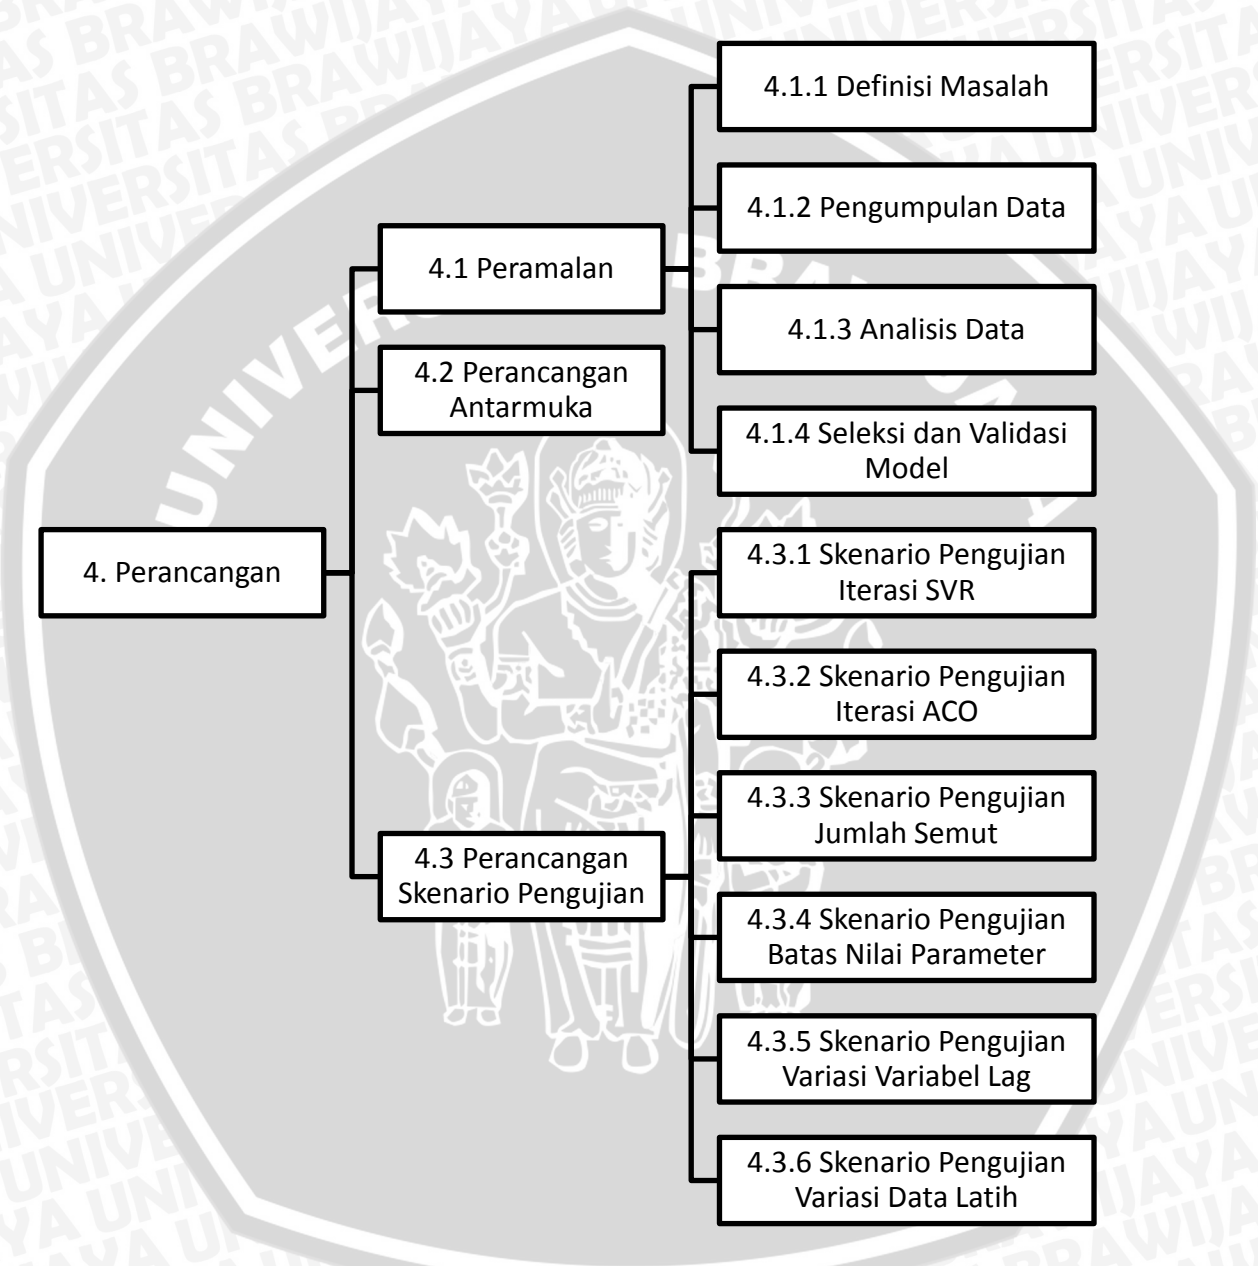 4. Perancangan
4.1 Peramalan
4.1.1 Definisi Masalah
4.1.2 Pengumpulan Data
4.1.3 Analisis Data
4.1.4 Seleksi dan Validasi
Model
4.2 Perancangan
Antarmuka
4.3 Perancangan
Skenario Pengujian
4.3.1 Skenario Pengujian
Iterasi SVR
4.3.2 Skenario Pengujian
Iterasi ACO
4.3.3 Skenario Pengujian
Jumlah Semut
4.3.4 Skenario Pengujian
Batas Nilai Parameter
4.3.5 Skenario Pengujian
Variasi Variabel Lag
4.3.6 Skenario Pengujian
Variasi Data Latih